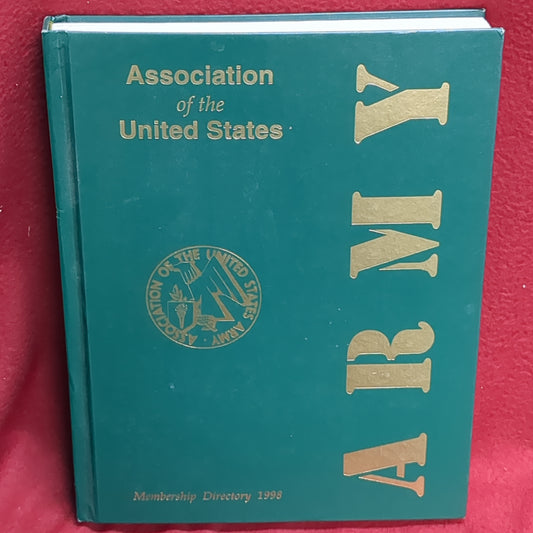 Association
of the
United States
ARMY
ASSOCIATION OF THE UNITED STATES ARMY ·
Membership Directory 1998